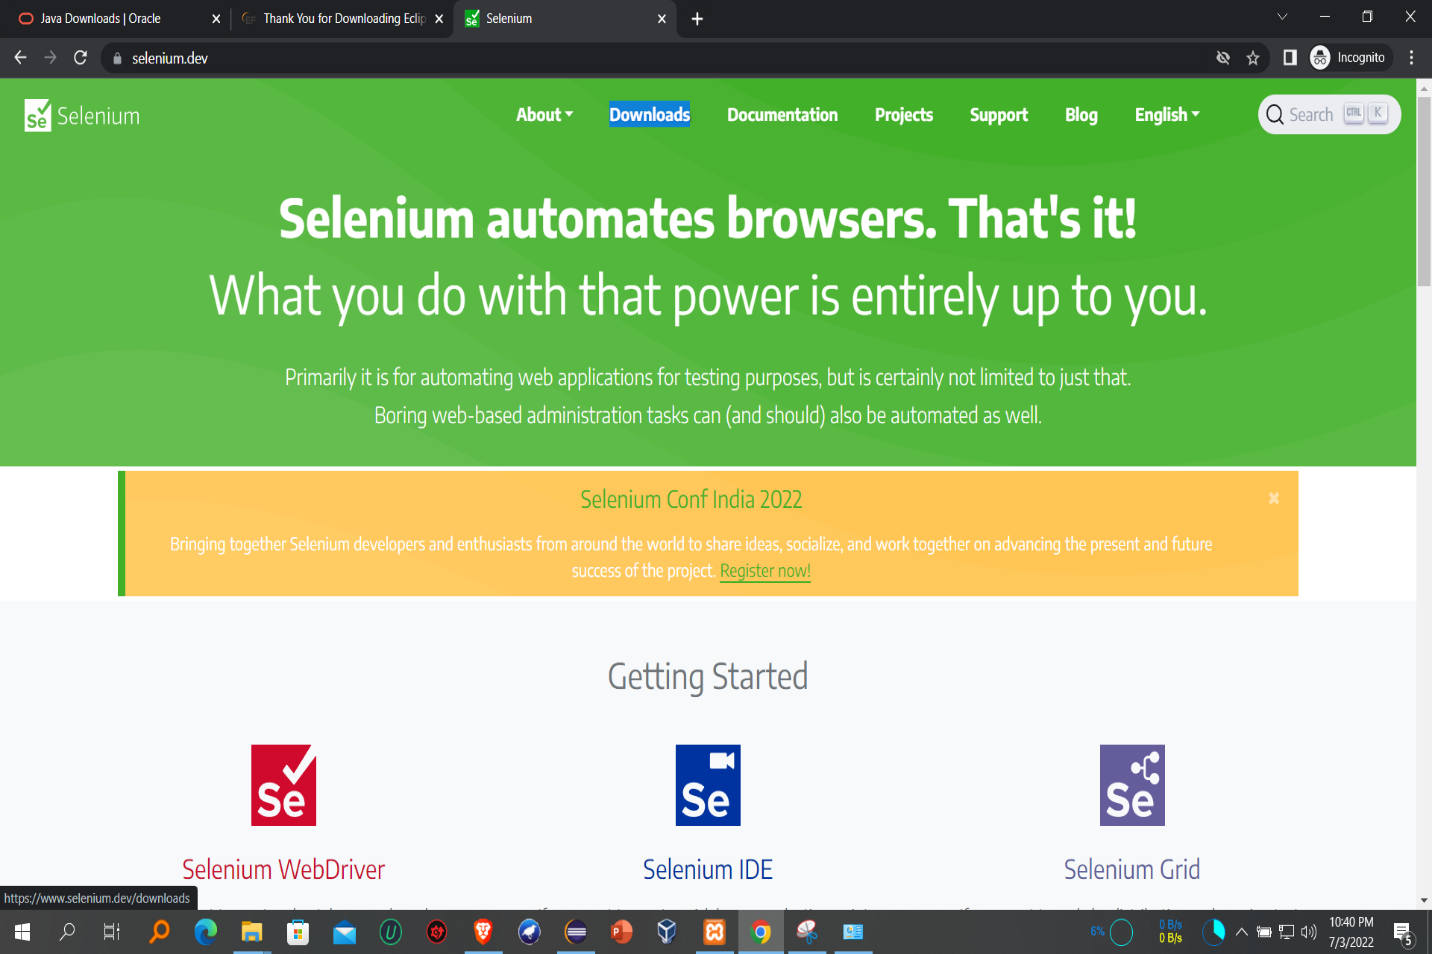 Java Downloads | Oracle
Thank You for Downloading Eclip
Selenium
selenium.dev
Incognito
Se Selenium
About
Downloads
Documentation
Projects
Support
Blog
English
Search CTRL K
Selenium automates browsers. That's it!
What you do with that power is entirely up to you.
Primarily it is for automating web applications for testing purposes, but is certainly not limited to just that.
Boring web-based administration tasks can (and should) also be automated as well.
Selenium Conf India 2022
Bringing together Selenium developers and enthusiasts from around the world to share ideas, socialize, and work together on advancing the present and future
success of the project. Register now!
Getting Started
Se
Se
Se
Selenium WebDriver
Selenium IDE
Selenium Grid
https://www.selenium.dev/downloads
6%
0 B/s
0 B/s
10:40 PM
7/3/2022
5